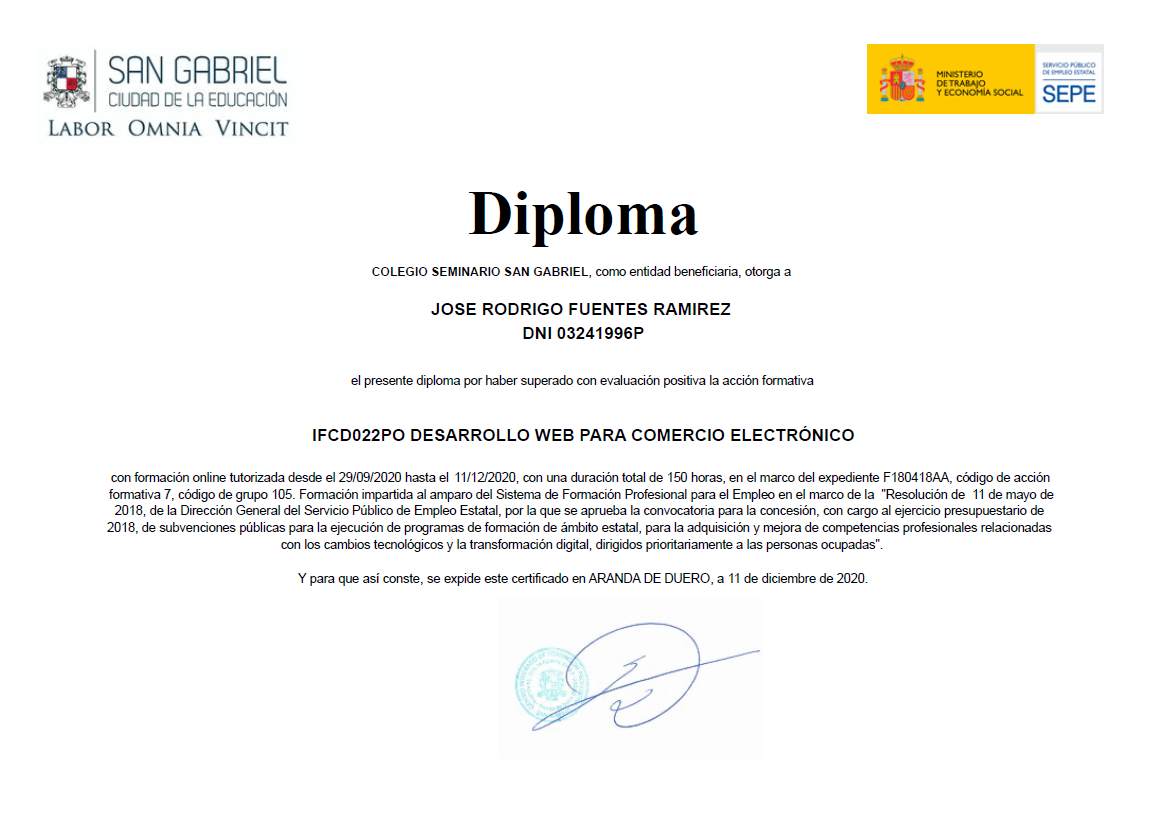 SAN GABRIEL
CIUDAD DE LA EDUCACIÓN
LABOR OMNIA VINCIT
MINISTERIO
DE TRABAJO
Y ECONOMÍA SOCIAL
SERVICIO PÚBLICO
DE EMPLEO ESTATAL
SEPE
Diploma
COLEGIO SEMINARIO SAN GABRIEL, como entidad beneficiaria, otorga a
JOSE RODRIGO FUENTES RAMIREZ
DNI 03241996P
el presente diploma por haber superado con evaluación positiva la acción formativa
IFCD022PO DESARROLLO WEB PARA COMERCIO ELECTRÓNICO
con formación online tutorizada desde el 29/09/2020 hasta el 11/12/2020, con una duración total de 150 horas, en el marco del expediente F180418AA, código de acción
formativa 7, código de grupo 105. Formación impartida al amparo del Sistema de Formación Profesional para el Empleo en el marco de la "Resolución de 11 de mayo de
2018, de la Dirección General del Servicio Público de Empleo Estatal, por la que se aprueba la convocatoria para la concesión, con cargo al ejercicio presupuestario de
2018, de subvenciones públicas para la ejecución de programas de formación de ámbito estatal, para la adquisición y mejora de competencias profesionales relacionadas
con los cambios tecnológicos y la transformación digital, dirigidos prioritariamente a las personas ocupadas".
Y para que así conste, se expide este certificado en ARANDA DE DUERO, a 11 de diciembre de 2020.